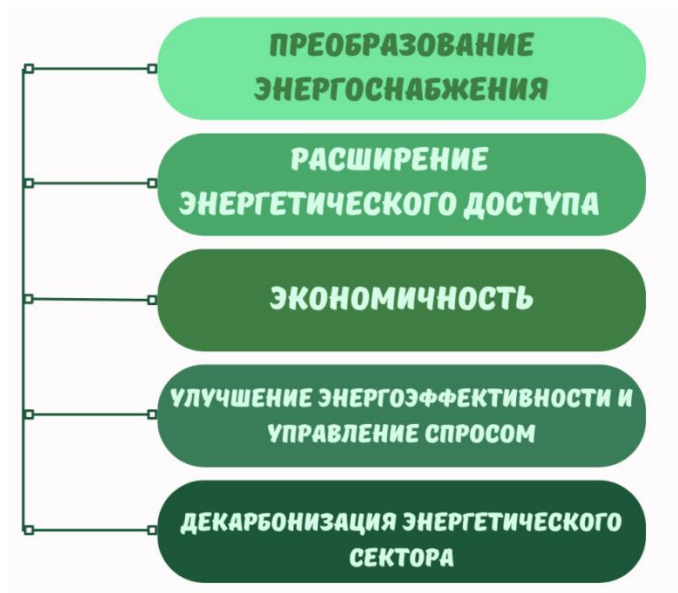 ПРЕОБРАЗОВАНИЕ
ЭНЕРГОСНАБЖЕНИЯ
РАСШИРЕНИЕ
ЭНЕРГЕТИЧЕСКОГО ДОСТУПА
ЭКОНОМИЧНОСТЬ
УЛУЧШЕНИЕ ЭНЕРГОЭФФЕКТИВНОСТИ И
УПРАВЛЕНИЕ СПРОСОМ
ДЕКАРБОНИЗАЦИЯ ЭНЕРГЕТИЧЕСКОГО
СЕКТОРА